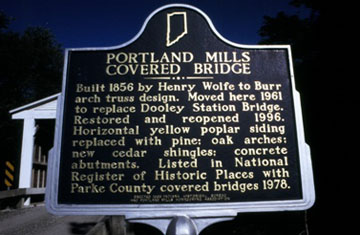 PORTLAND MILLS
COVERED BRIDGE
Built 1856 by Henry Wolfe to Burr
arch truss design. Moved here 1961
to replace Dooley Station Bridge.
Restored and reopened 1996.
Horizontal yellow poplar siding
replaced with pine; oak arches;
new cedar shingles; concrete
abutments. Listed in National
Register of Historic Places with
Parke County covered bridges 1978.